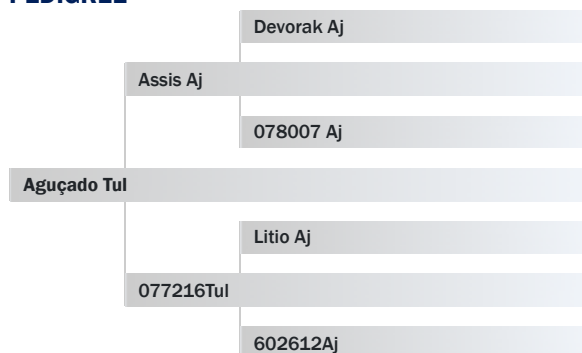 PEDIGREE
Devorak Aj
Assis Aj
078007 Aj
Aguçado Tul
Litio Aj
077216Tul
602612Aj